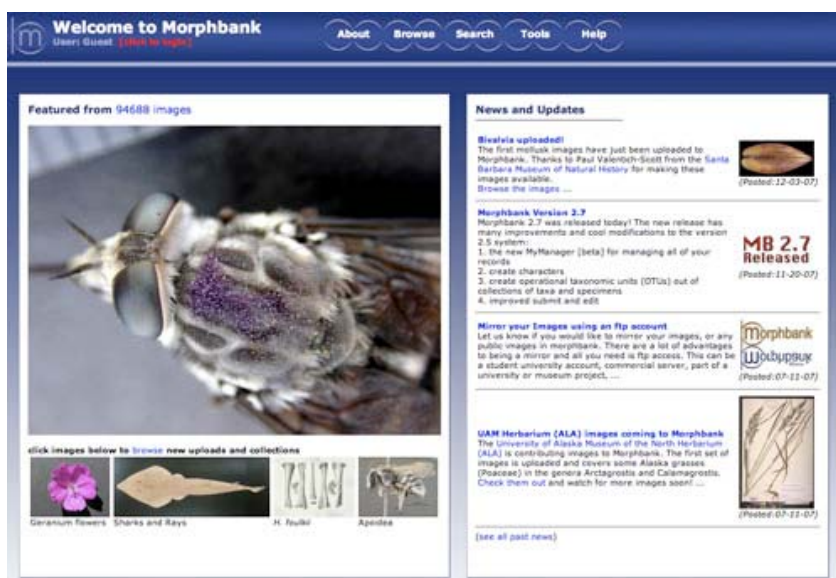 Welcome to Morphbank
User: Guest [click to login]
About Browse Search Tools Help
Featured from 94688 images
click images below to browse new uploads and collections
Geranium flowers Sharks and Rays H. foulkii Apoidea
News and Updates
Bivalvia uploaded!
The first mollusk images have just been uploaded to
Morphbank. Thanks to Paul Valentich-Scott from the Santa
Barbara Museum of Natural History for making these
images available.
Browse the images ...
(Posted:12-03-07)
Morphbank Version 2.7
Morphbank 2.7 was released today! The new release has
many improvements and cool modifications to the version
2.5 system:
1. the new MyManager [beta] for managing all of your
records
2. create characters
3. create operational taxonomic units (OTUs) out of
collections of taxa and specimens
4. improved submit and edit
MB 2.7
Released
(Posted:11-20-07)
Mirror your Images using an ftp account
Let us know if you would like to mirror your images, or any
public images in morphbank. There are a lot of advantages
to being a mirror and all you need is ftp access. This can be
a student university account, commercial server, part of a
university or museum project, ...
Morphbank
(Posted:07-11-07)
UAM Herbarium (ALA) images coming to Morphbank
The University of Alaska Museum of the North Herbarium
(ALA) is contributing images to Morphbank. The first set of
images is uploaded and covers some Alaska grasses
(Poaceae) in the genera Arctagrostis and Calamagrostis.
Check them out and watch for more images soon! ...
(Posted:07-11-07)
(see all past news)